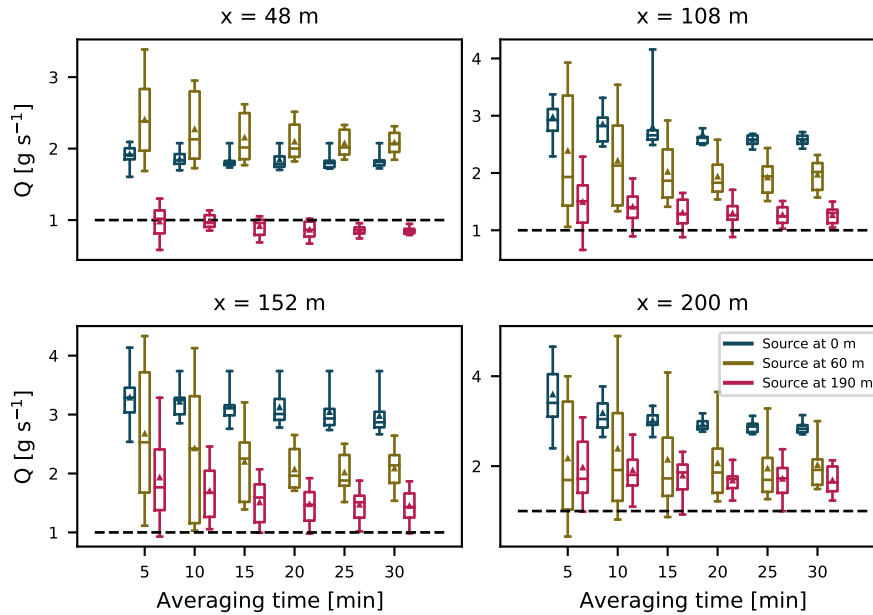 x = 48 m
x = 108 m
Q [g s⁻¹]
3
2
1
4
3
2
1
x = 152 m
x = 200 m
Q [g s⁻¹]
4
3
2
1
4
2
Source at 0 m
Source at 60 m
Source at 190 m
5 10 15 20 25 30
5 10 15 20 25 30
Averaging time [min]
Averaging time [min]